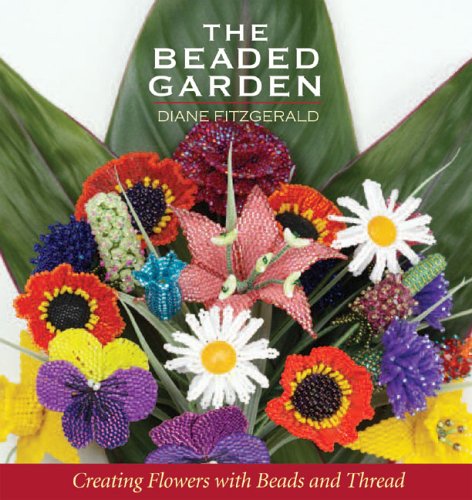 THE
BEADED
GARDEN
DIANE FITZGERALD
Creating Flowers with Beads and Thread